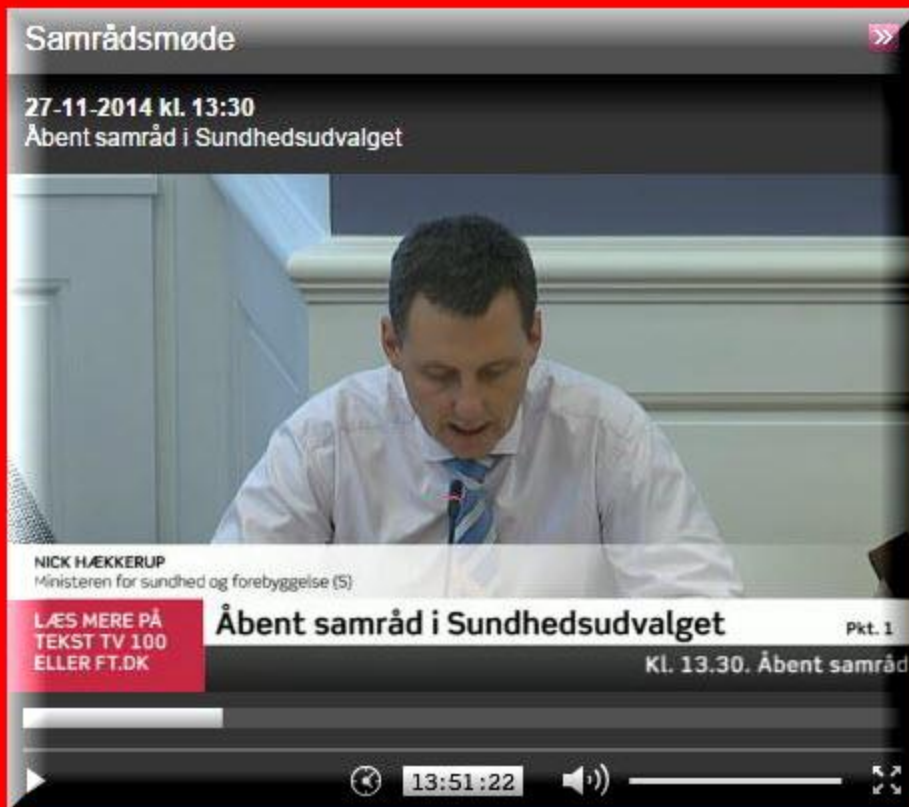 Samrådsmøde
27-11-2014 kl. 13:30
Åbent samråd i Sundhedsudvalget
NICK HÆKKERUP
Ministeren for sundhed og forebyggelse (S)
LÆS MERE PÅ
TEKST TV 100
ELLER FT.DK
Åbent samråd i Sundhedsudvalget
Pkt. 1
Kl. 13.30. Åbent samråd
13:51:22